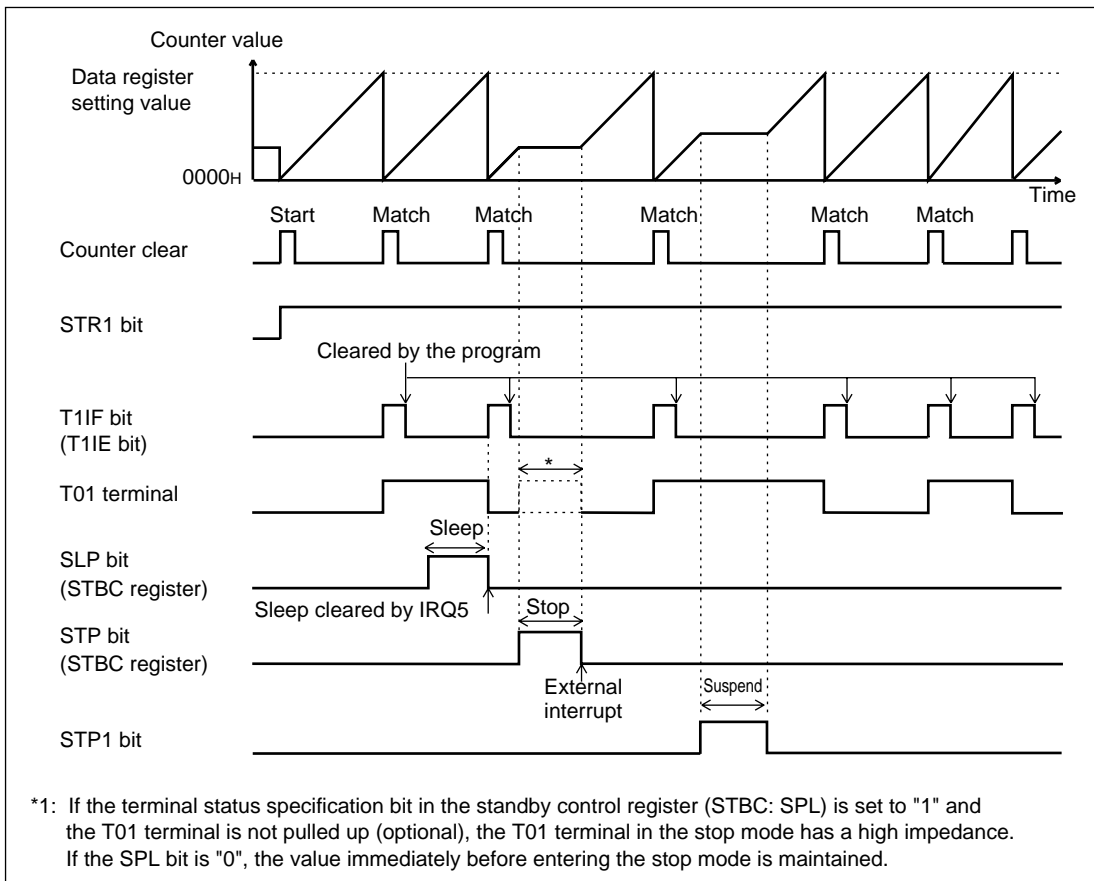 Counter value
Data register
setting value
0000H
Time
Start Match Match Match Match Match
Counter clear
STR1 bit
Cleared by the program
T1IF bit
(T1IE bit)
*
T01 terminal
Sleep
SLP bit
(STBC register)
Sleep cleared by IRQ5
Stop
STP bit
(STBC register)
External
interrupt
Suspend
STP1 bit
*1: If the terminal status specification bit in the standby control register (STBC: SPL) is set to "1" and
the T01 terminal is not pulled up (optional), the T01 terminal in the stop mode has a high impedance.
If the SPL bit is "0", the value immediately before entering the stop mode is maintained.